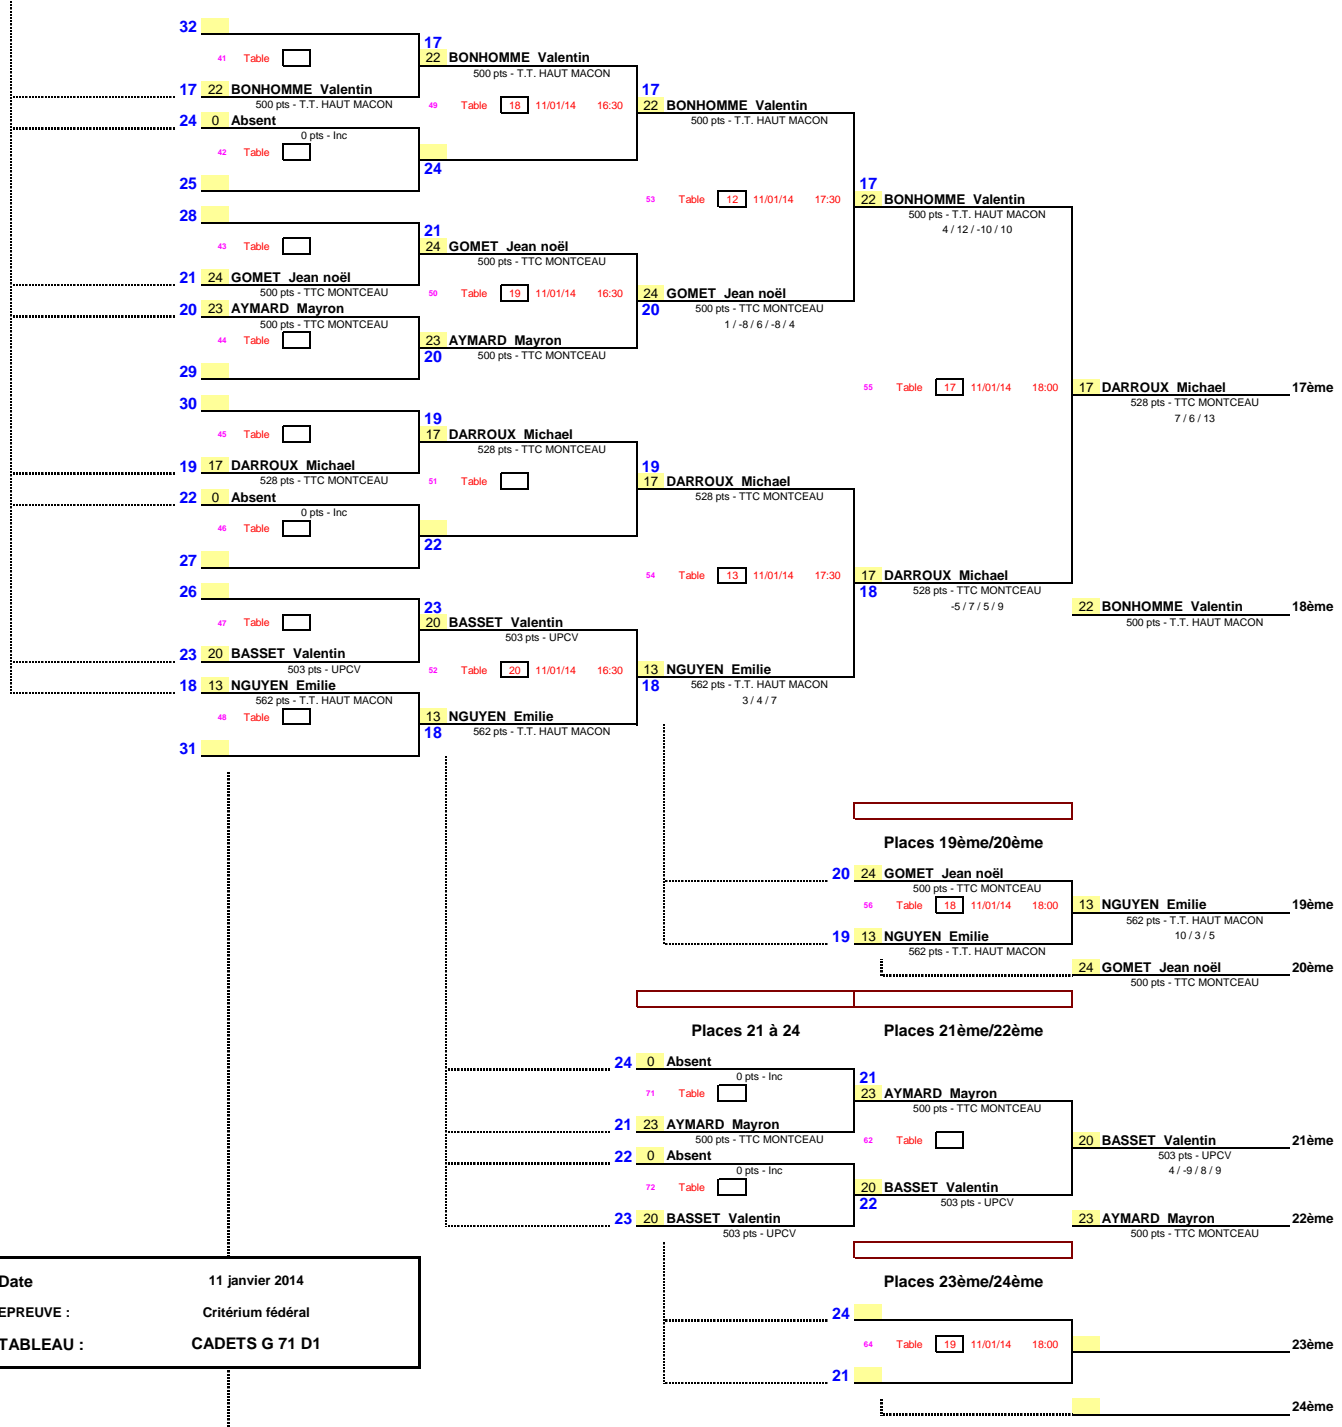 32
41 Table
17
22 BONHOMME Valentin
500 pts - T.T. HAUT MACON
17 22 BONHOMME Valentin
500 pts - T.T. HAUT MACON
49 Table 18 11/01/14 16:30
17
22 BONHOMME Valentin
500 pts - T.T. HAUT MACON
24 0 Absent
0 pts - Inc
42 Table
24
25
53 Table 12 11/01/14 17:30
17
22 BONHOMME Valentin
500 pts - T.T. HAUT MACON
4 / 12 / -10 / 10
28
43 Table
21
24 GOMET Jean noël
500 pts - TTC MONTCEAU
21 24 GOMET Jean noël
500 pts - TTC MONTCEAU
50 Table 19 11/01/14 16:30
24 GOMET Jean noël
20 500 pts - TTC MONTCEAU
1 / -8 / 6 / -8 / 4
20 23 AYMARD Mayron
500 pts - TTC MONTCEAU
44 Table
23 AYMARD Mayron
20 500 pts - TTC MONTCEAU
29
55 Table 17 11/01/14 18:00
17 DARROUX Michael 17ème
528 pts - TTC MONTCEAU
7 / 6 / 13
30
45 Table
19
17 DARROUX Michael
528 pts - TTC MONTCEAU
19 17 DARROUX Michael
528 pts - TTC MONTCEAU
51 Table
19
17 DARROUX Michael
528 pts - TTC MONTCEAU
22 0 Absent
0 pts - Inc
46 Table
22
27
54 Table 13 11/01/14 17:30
17 DARROUX Michael
18 528 pts - TTC MONTCEAU
-5 / 7 / 5 / 9
22 BONHOMME Valentin 18ème
500 pts - T.T. HAUT MACON
26
47 Table
23
20 BASSET Valentin
503 pts - UPCV
23 20 BASSET Valentin
503 pts - UPCV
52 Table 20 11/01/14 16:30
13 NGUYEN Emilie
18 562 pts - T.T. HAUT MACON
3 / 4 / 7
18 13 NGUYEN Emilie
562 pts - T.T. HAUT MACON
48 Table
13 NGUYEN Emilie
18 562 pts - T.T. HAUT MACON
31
Places 19ème/20ème
20 24 GOMET Jean noël
500 pts - TTC MONTCEAU
56 Table 18 11/01/14 18:00
13 NGUYEN Emilie 19ème
562 pts - T.T. HAUT MACON
10 / 3 / 5
19 13 NGUYEN Emilie
562 pts - T.T. HAUT MACON
24 GOMET Jean noël 20ème
500 pts - TTC MONTCEAU
Places 21 à 24 Places 21ème/22ème
24 0 Absent
0 pts - Inc
71 Table
21
23 AYMARD Mayron
500 pts - TTC MONTCEAU
21 23 AYMARD Mayron
500 pts - TTC MONTCEAU
62 Table
20 BASSET Valentin 21ème
503 pts - UPCV
4 / -9 / 8 / 9
22 0 Absent
0 pts - Inc
72 Table
20 BASSET Valentin
22 503 pts - UPCV
23 20 BASSET Valentin
503 pts - UPCV
23 AYMARD Mayron 22ème
500 pts - TTC MONTCEAU
Places 23ème/24ème
24
64 Table 19 11/01/14 18:00
23ème
21
24ème
Date 11 janvier 2014
EPREUVE : Critérium fédéral
TABLEAU : CADETS G 71 D1